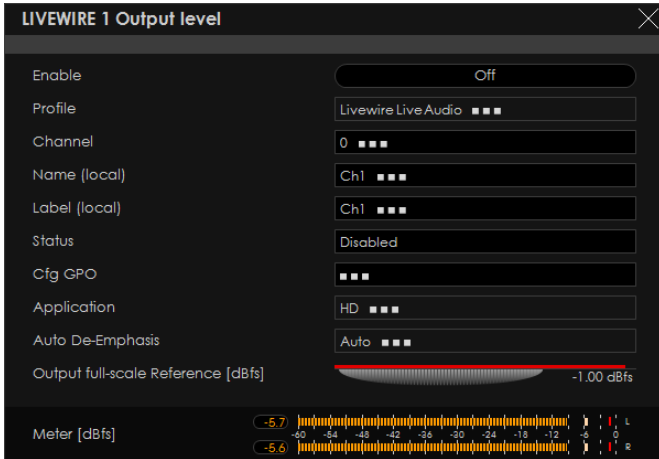 LIVEWIRE 1 Output level
Enable Off
Profile Livewire Live Audio
Channel 0
Name (local) Ch1
Label (local) Ch1
Status Disabled
Cfg GPO
Application HD
Auto De-Emphasis Auto
Output full-scale Reference [dBfs] -1.00 dBfs
Meter [dBfs]
-5.7 L
-60 -54 -48 -42 -36 -30 -24 -18 -12 -6 0
-5.6 R